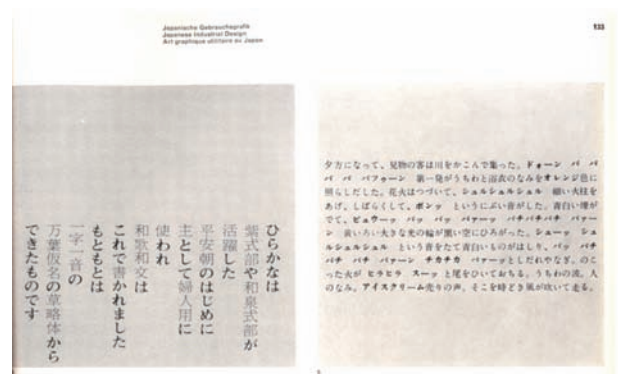 Japanische Gebrauchsgrafik
Japanese Industrial Design
Art graphique utilitaire au Japon
133
ひらかなは
紫式部や和泉式部が
活躍した
平安朝のはじめに
主として婦人用に
使われ
和歌和文は
これで書かれました
もともとは
一字一音の
万葉仮名の草略体から
できたものです
夕方になって、見物の客は川をかこんで集った。ドォーン パ パ
パ パ パファーン 第一発がうちわと浴衣のなみをオレンジ色に
照らしだした。花火はつづいて、シュルシュルシュル 細い火柱を
あげ、しばらくして、ポンッ というにぶい音がした。青白い煙が
でて、ピュウーッ パッ パッ パァーッ パチパチパチ パァー
ン 黄いろい大きな光の輪が黒い空にひろがった。シューッ シュ
ルシュルシュル という音をたて青白いものがはしり、パッ パチ
パチ パチ パァーン チカチカ パァーッとしだれやなぎ。のこ
った火が ヒラヒラ スーッ と尾をひいておちる。うちわの波。人
のなみ。アイスクリーム売りの声。そこを時どき風が吹いて走る。